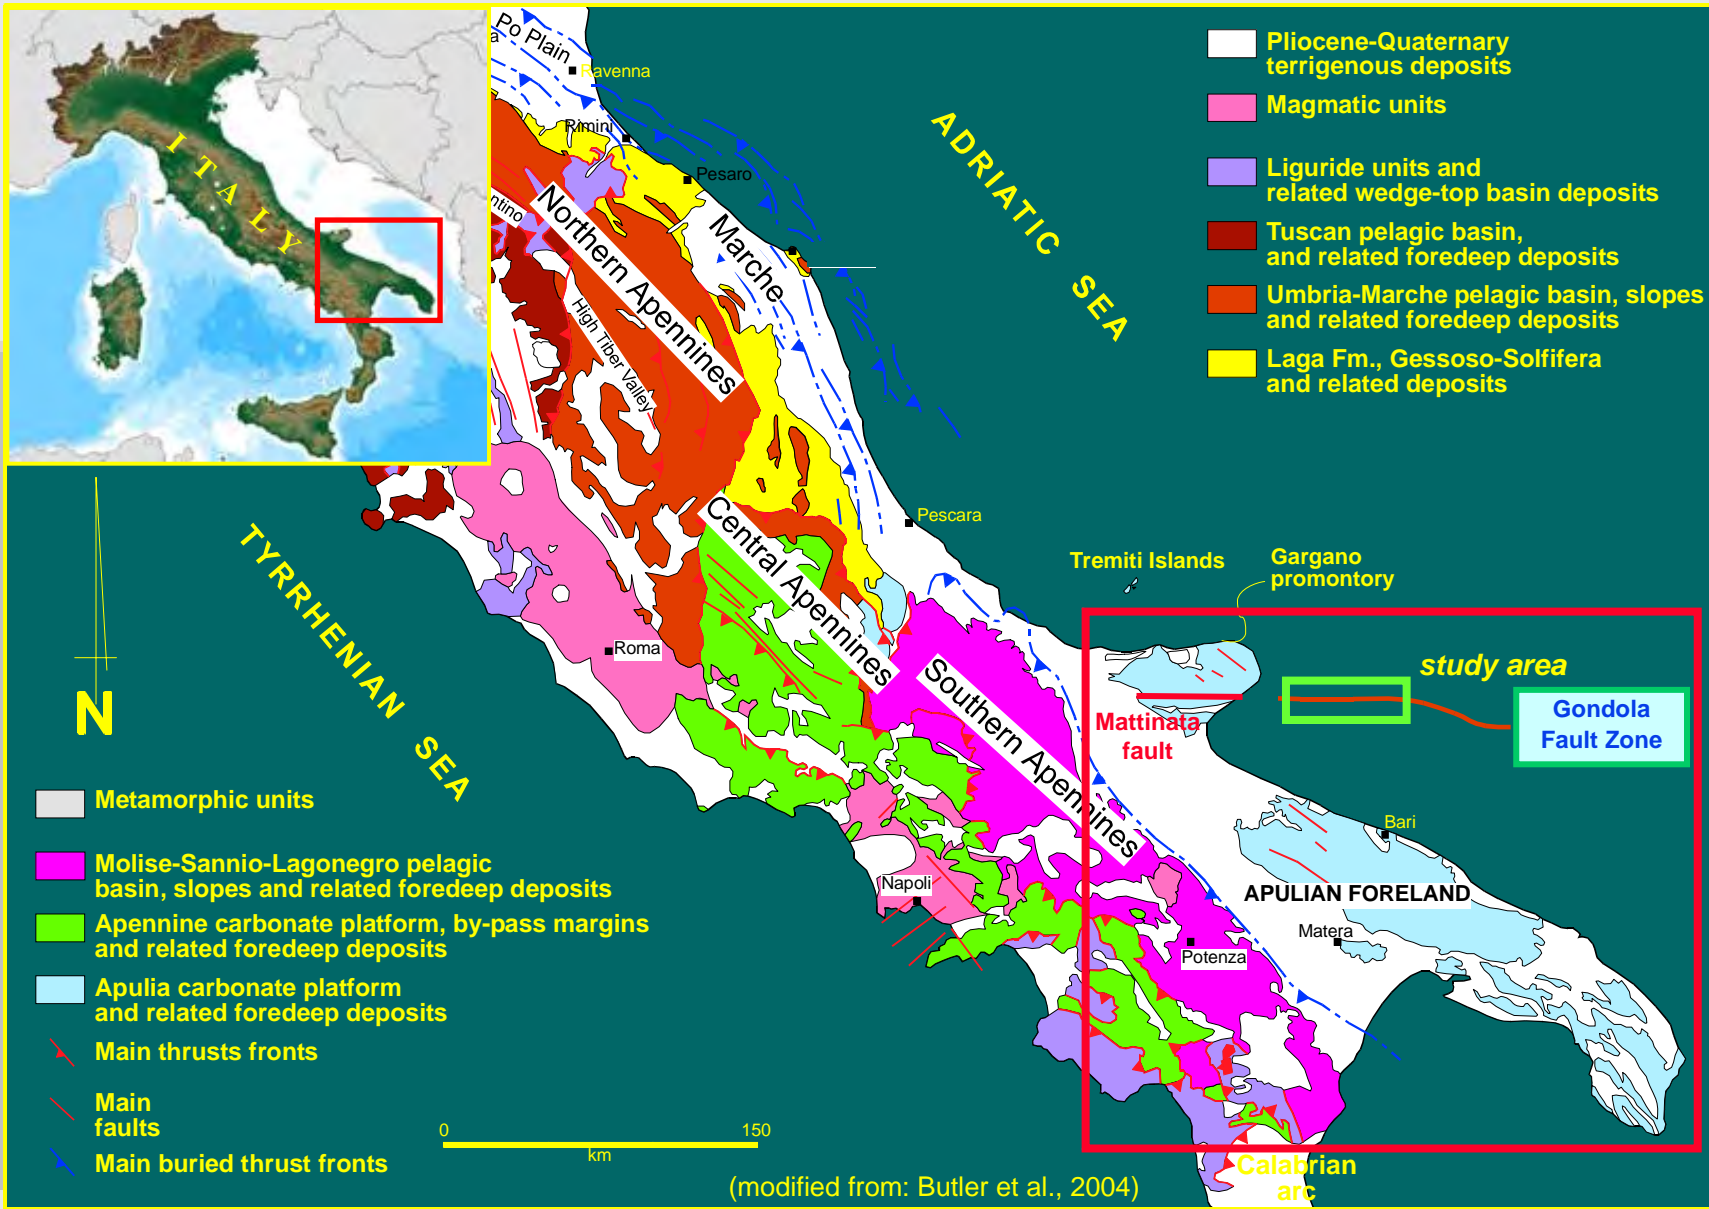 ITALY
a
Po Plain
Ravenna
Rimini
Pesaro
ntino
Northern Apennines
Marche
High Tiber Valley
ADRIATIC SEA
Pliocene-Quaternary
terrigenous deposits
Magmatic units
Liguride units and
related wedge-top basin deposits
Tuscan pelagic basin,
and related foredeep deposits
Umbria-Marche pelagic basin, slopes
and related foredeep deposits
Laga Fm., Gessoso-Solfifera
and related deposits
TYRRHENIAN SEA
N
Central Apennines
Pescara
Roma
Southern Apennines
Tremiti Islands
Gargano
promontory
study area
Mattinata
fault
Gondola
Fault Zone
Bari
APULIAN FORELAND
Matera
Napoli
Potenza
Metamorphic units
Molise-Sannio-Lagonegro pelagic
basin, slopes and related foredeep deposits
Apennine carbonate platform, by-pass margins
and related foredeep deposits
Apulia carbonate platform
and related foredeep deposits
Main thrusts fronts
Main
faults
Main buried thrust fronts
0 150
km
Calabrian
arc
(modified from: Butler et al., 2004)